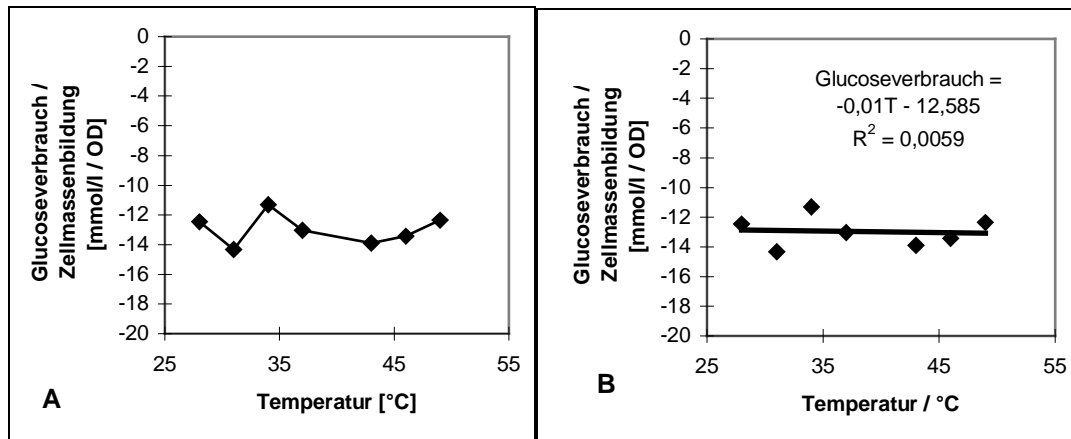 Glucoseverbrauch /
Zellmassenbildung
[mmol/l / OD]
0
-2
-4
-6
-8
-10
-12
-14
-16
-18
-20
25
35
45
55
Temperatur [°C]
A
Glucoseverbrauch /
Zellmassenbildung
[mmol/l / OD]
0
-2
-4
-6
-8
-10
-12
-14
-16
-18
-20
Glucoseverbrauch =
-0,01T - 12,585
R² = 0,0059
25
35
45
55
Temperatur / °C
B